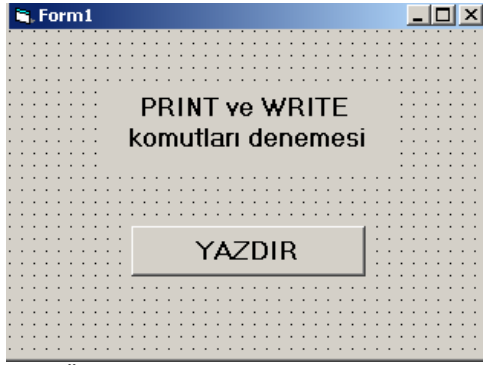 Form1
PRINT ve WRITE
komutları denemesi
YAZDIR